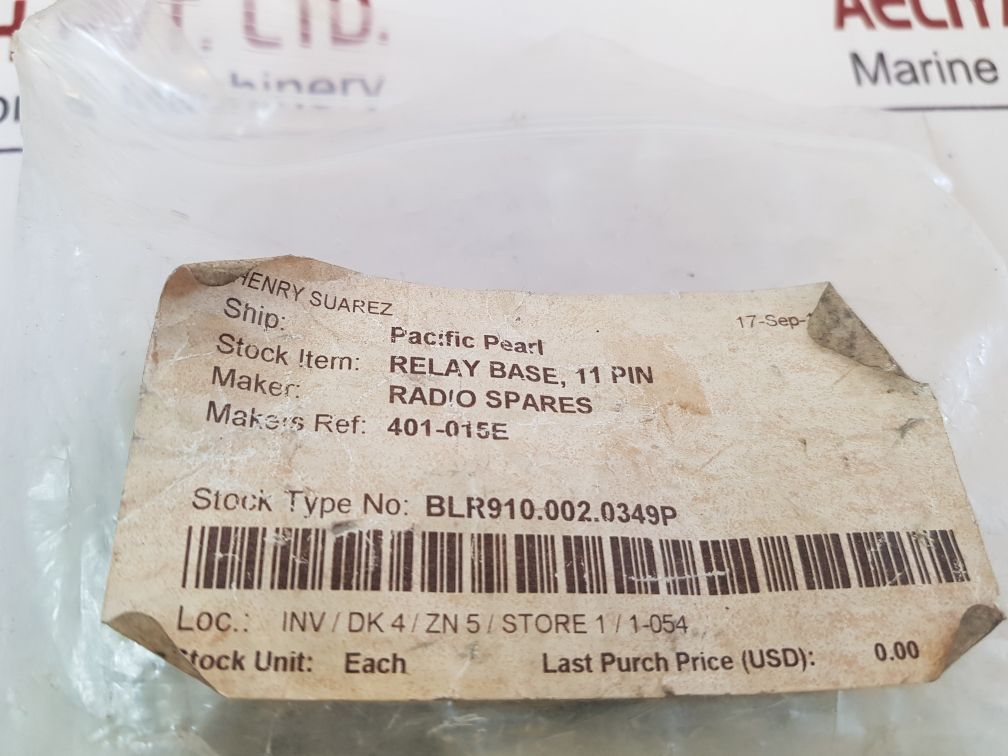 LTD.
Marine
HENRY SUAREZ
17-Sep-
Ship: Pacific Pearl
Stock Item: RELAY BASE, 11 PIN
Maker: RADIO SPARES
Makers Ref: 401-015E
Stock Type No: BLR910.002.0349P
Loc.: INV / DK 4 / ZN 5 / STORE 1 / 1-054
Stock Unit: Each Last Purch Price (USD): 0.00